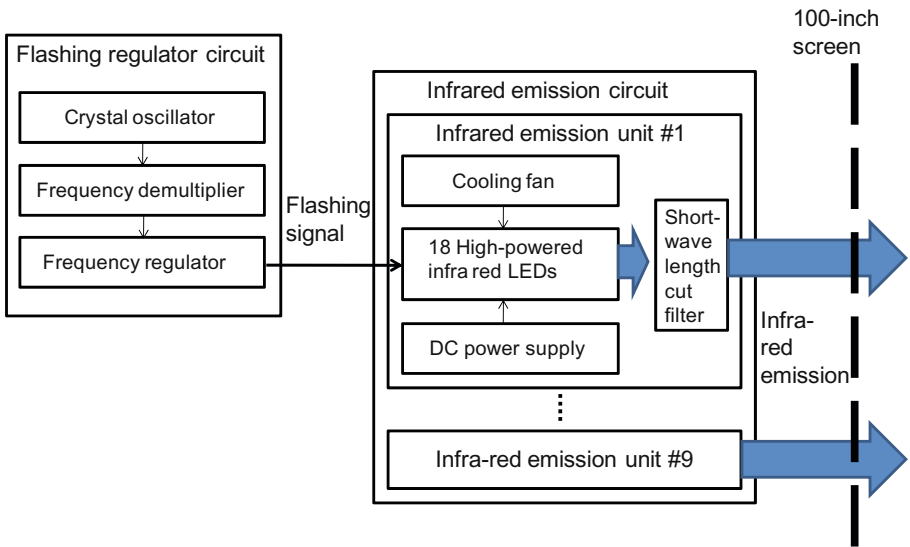 100-inch
screen
Flashing regulator circuit
Crystal oscillator
Frequency demultiplier
Frequency regulator
Flashing
signal
Infrared emission circuit
Infrared emission unit #1
Cooling fan
18 High-powered
infra red LEDs
DC power supply
Short-
wave
length
cut
filter
Infra-
red
emission
Infra-red emission unit #9